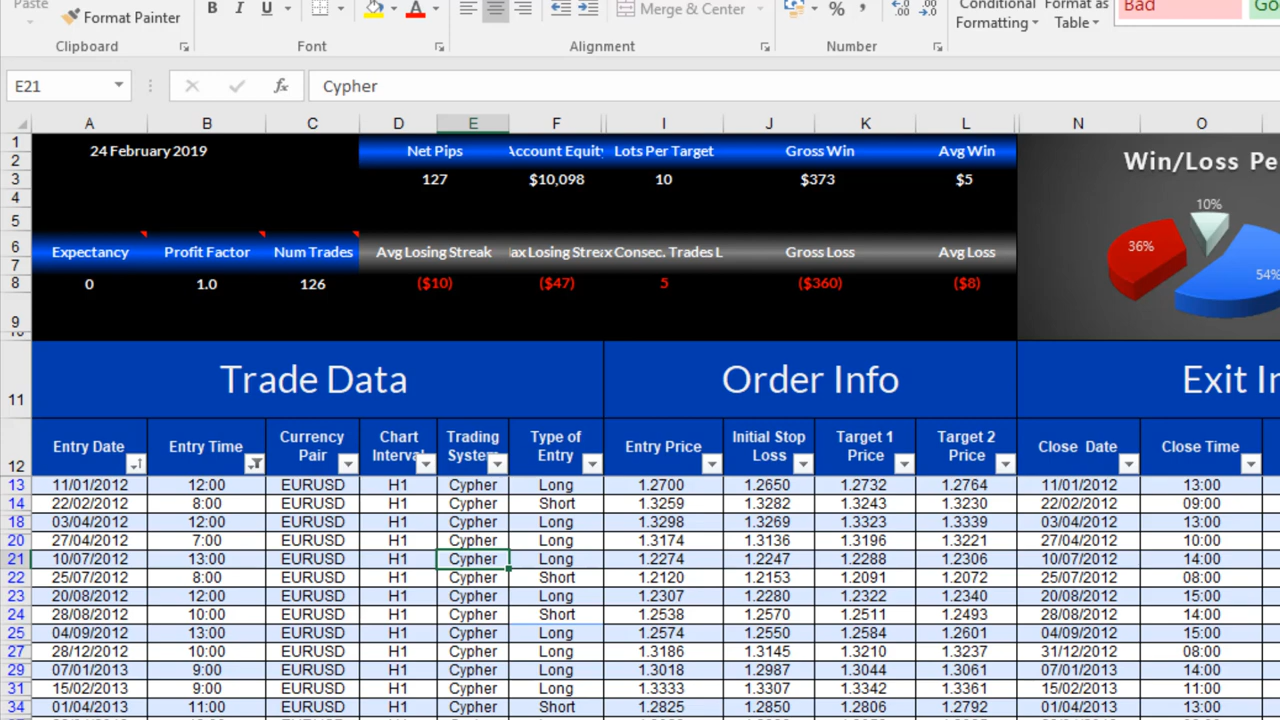 Paste
Format Painter
B I U
A
Merge & Center
%
Conditional Formatting
Format as Table
Bad
Clipboard Font Alignment Number
E21 fx Cypher
A B C D E F I J K L N O
1 24 February 2019 Net Pips Account Equity Lots Per Target Gross Win Avg Win
2
3 127 $10,098 10 $373 $5
4
5
6 Expectancy Profit Factor Num Trades Avg Losing Streak ax Losing Strea Consec. Trades L Gross Loss Avg Loss
7
8 0 1.0 126 ($10) ($47) 5 ($360) ($8)
9
10
Win/Loss Pe
10%
36%
54%
11 Trade Data Order Info Exit In
12 Entry Date Entry Time Currency Pair Chart Interval Trading System Type of Entry Entry Price Initial Stop Loss Target 1 Price Target 2 Price Close Date Close Time
13 11/01/2012 12:00 EURUSD H1 Cypher Long 1.2700 1.2650 1.2732 1.2764 11/01/2012 13:00
14 22/02/2012 8:00 EURUSD H1 Cypher Short 1.3259 1.3282 1.3243 1.3230 22/02/2012 09:00
18 03/04/2012 12:00 EURUSD H1 Cypher Long 1.3298 1.3269 1.3323 1.3339 03/04/2012 13:00
20 27/04/2012 7:00 EURUSD H1 Cypher Long 1.3174 1.3136 1.3196 1.3221 27/04/2012 10:00
21 10/07/2012 13:00 EURUSD H1 Cypher Long 1.2274 1.2247 1.2288 1.2306 10/07/2012 14:00
22 25/07/2012 8:00 EURUSD H1 Cypher Short 1.2120 1.2153 1.2091 1.2072 25/07/2012 08:00
23 20/08/2012 12:00 EURUSD H1 Cypher Long 1.2307 1.2280 1.2322 1.2340 20/08/2012 15:00
24 28/08/2012 10:00 EURUSD H1 Cypher Short 1.2538 1.2570 1.2511 1.2493 28/08/2012 14:00
25 04/09/2012 13:00 EURUSD H1 Cypher Long 1.2574 1.2550 1.2584 1.2601 04/09/2012 15:00
27 28/12/2012 10:00 EURUSD H1 Cypher Long 1.3186 1.3145 1.3210 1.3237 31/12/2012 08:00
29 07/01/2013 9:00 EURUSD H1 Cypher Long 1.3018 1.2987 1.3044 1.3061 07/01/2013 14:00
31 15/02/2013 9:00 EURUSD H1 Cypher Long 1.3333 1.3307 1.3342 1.3361 15/02/2013 11:00
34 01/04/2013 11:00 EURUSD H1 Cypher Short 1.2825 1.2850 1.2806 1.2792 01/04/2013 13:00